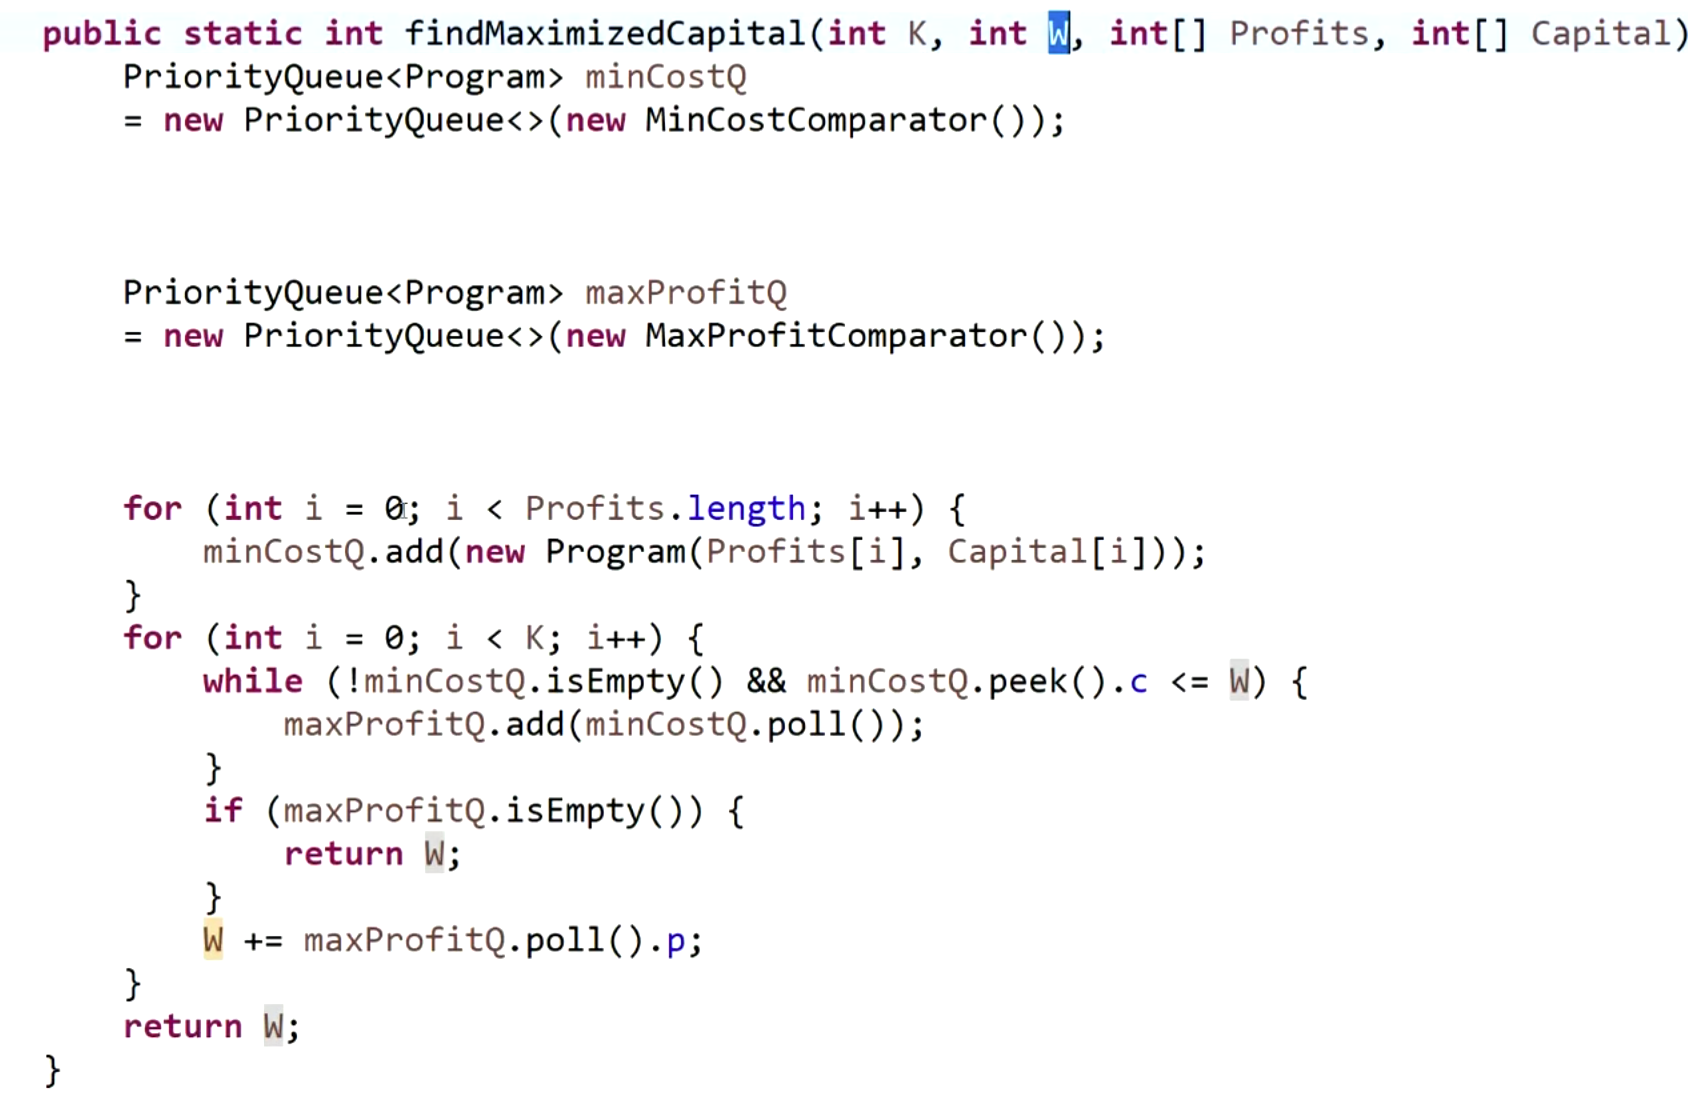 public static int findMaximizedCapital(int K, int W, int[] Profits, int[] Capital)
PriorityQueue<Program> minCostQ
= new PriorityQueue<>(new MinCostComparator());
PriorityQueue<Program> maxProfitQ
= new PriorityQueue<>(new MaxProfitComparator());
for (int i = 0; i < Profits.length; i++) {
minCostQ.add(new Program(Profits[i], Capital[i]));
}
for (int i = 0; i < K; i++) {
while (!minCostQ.isEmpty() && minCostQ.peek().c <= W) {
maxProfitQ.add(minCostQ.poll());
}
if (maxProfitQ.isEmpty()) {
return W;
}
W += maxProfitQ.poll().p;
}
return W;
}